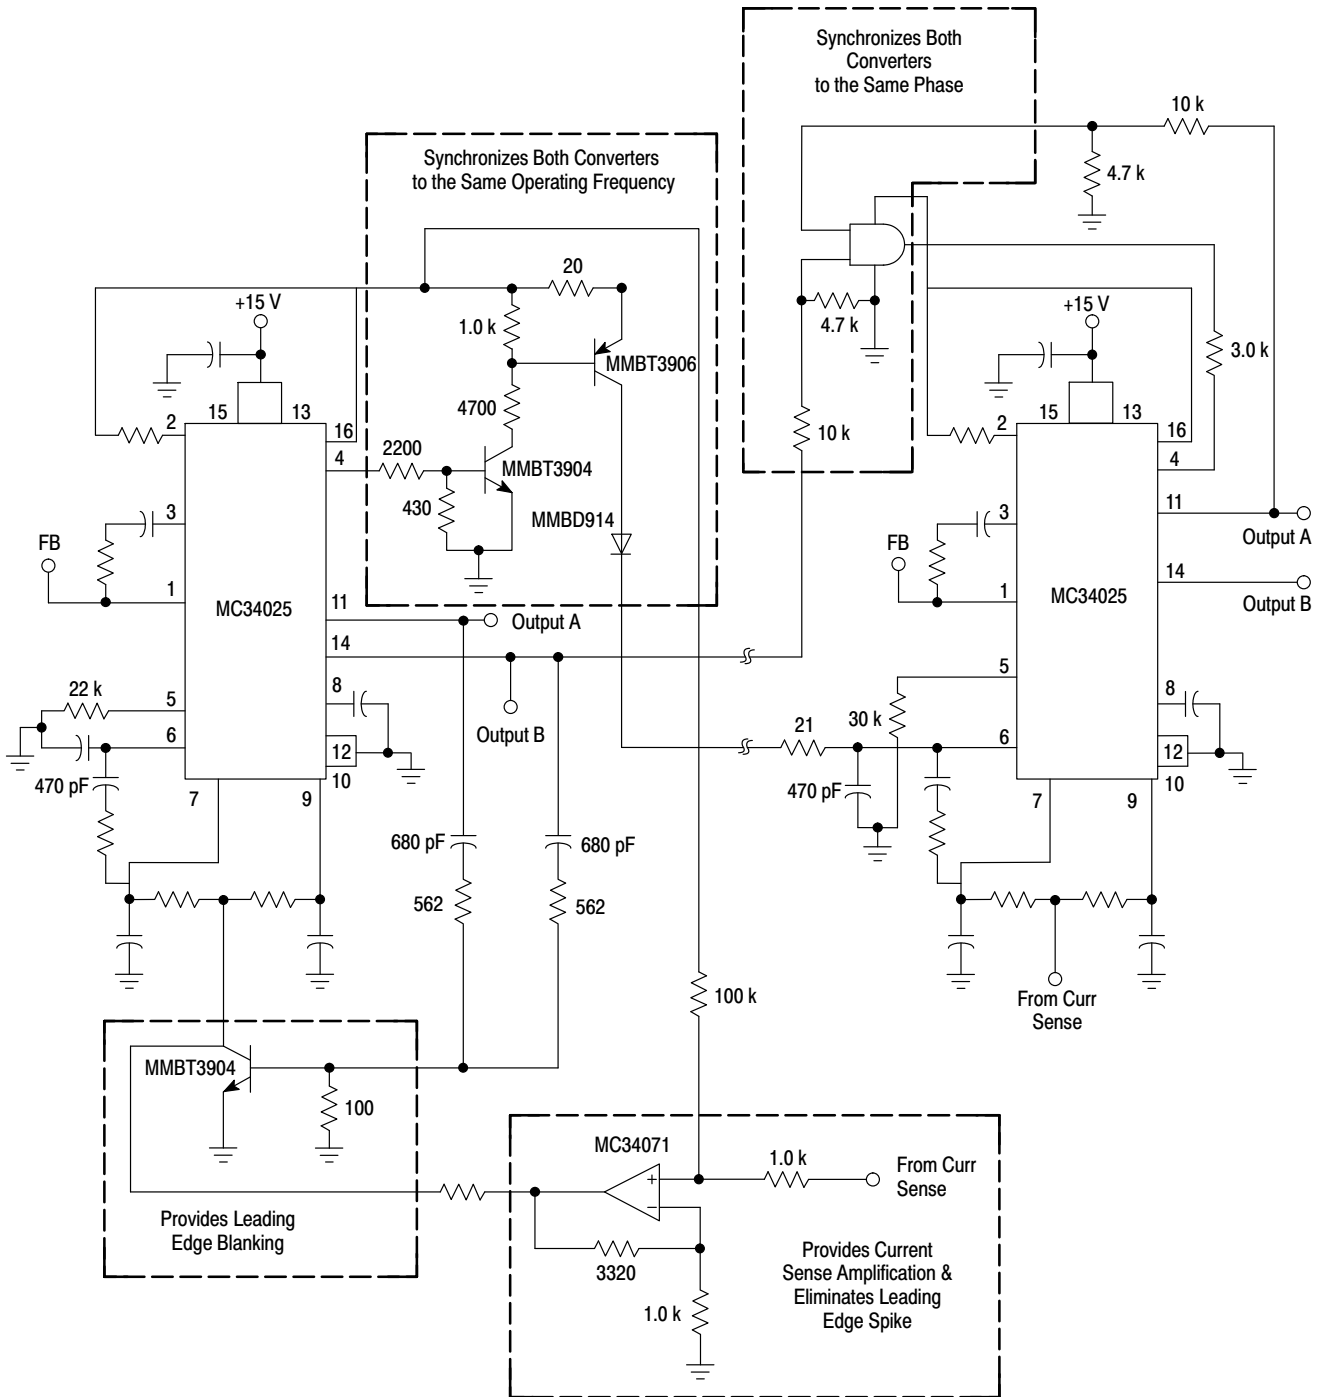 Synchronizes Both
Converters
to the Same Phase
10 k
4.7 k
Synchronizes Both Converters
to the Same Operating Frequency
20
+15 V
1.0 k
MMBT3906
4.7 k
+15 V
3.0 k
4700
10 k
2
15
13
16
4
2200
MMBT3904
430
MMBD914
2
15
13
16
4
3
FB
1
MC34025
11
Output A
14
8
22 k
5
6
12
10
470 pF
7
9
Output B
3
FB
1
MC34025
11
Output A
14
Output B
5
30 k
8
21
6
12
10
470 pF
7
9
680 pF
680 pF
562
562
100 k
From Curr
Sense
MMBT3904
100
Provides Leading
Edge Blanking
MC34071
+
−
1.0 k
From Curr
Sense
3320
1.0 k
Provides Current
Sense Amplification &
Eliminates Leading
Edge Spike